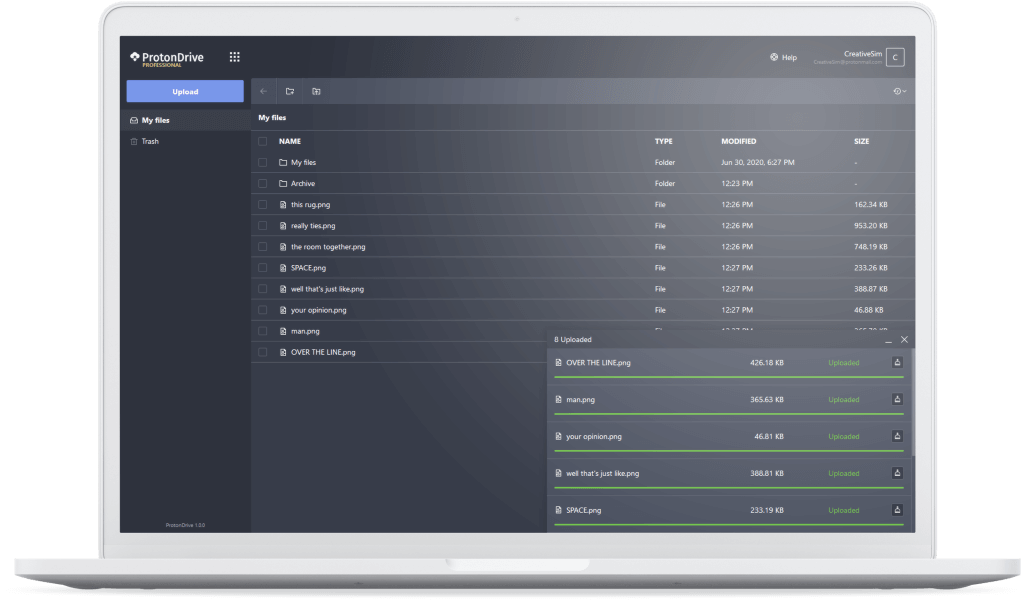 ProtonDrive
PROFESSIONAL
Help
CreativeSim
C
Upload
My files
Trash
My files
NAME TYPE MODIFIED SIZE
My files Folder Jun 30, 2020, 6:27 PM -
Archive Folder 12:23 PM -
this rug.png File 12:26 PM 162.34 KB
really ties.png File 12:26 PM 953.20 KB
the room together.png File 12:26 PM 748.19 KB
SPACE.png File 12:27 PM 233.26 KB
well that's just like.png File 12:27 PM 388.87 KB
your opinion.png File 12:27 PM 46.88 KB
man.png
OVER THE LINE.png
8 Uploaded
OVER THE LINE.png 426.18 KB Uploaded
man.png 365.63 KB Uploaded
your opinion.png 46.81 KB Uploaded
well that's just like.png 388.81 KB Uploaded
SPACE.png 233.19 KB Uploaded
ProtonDrive 1.0.0